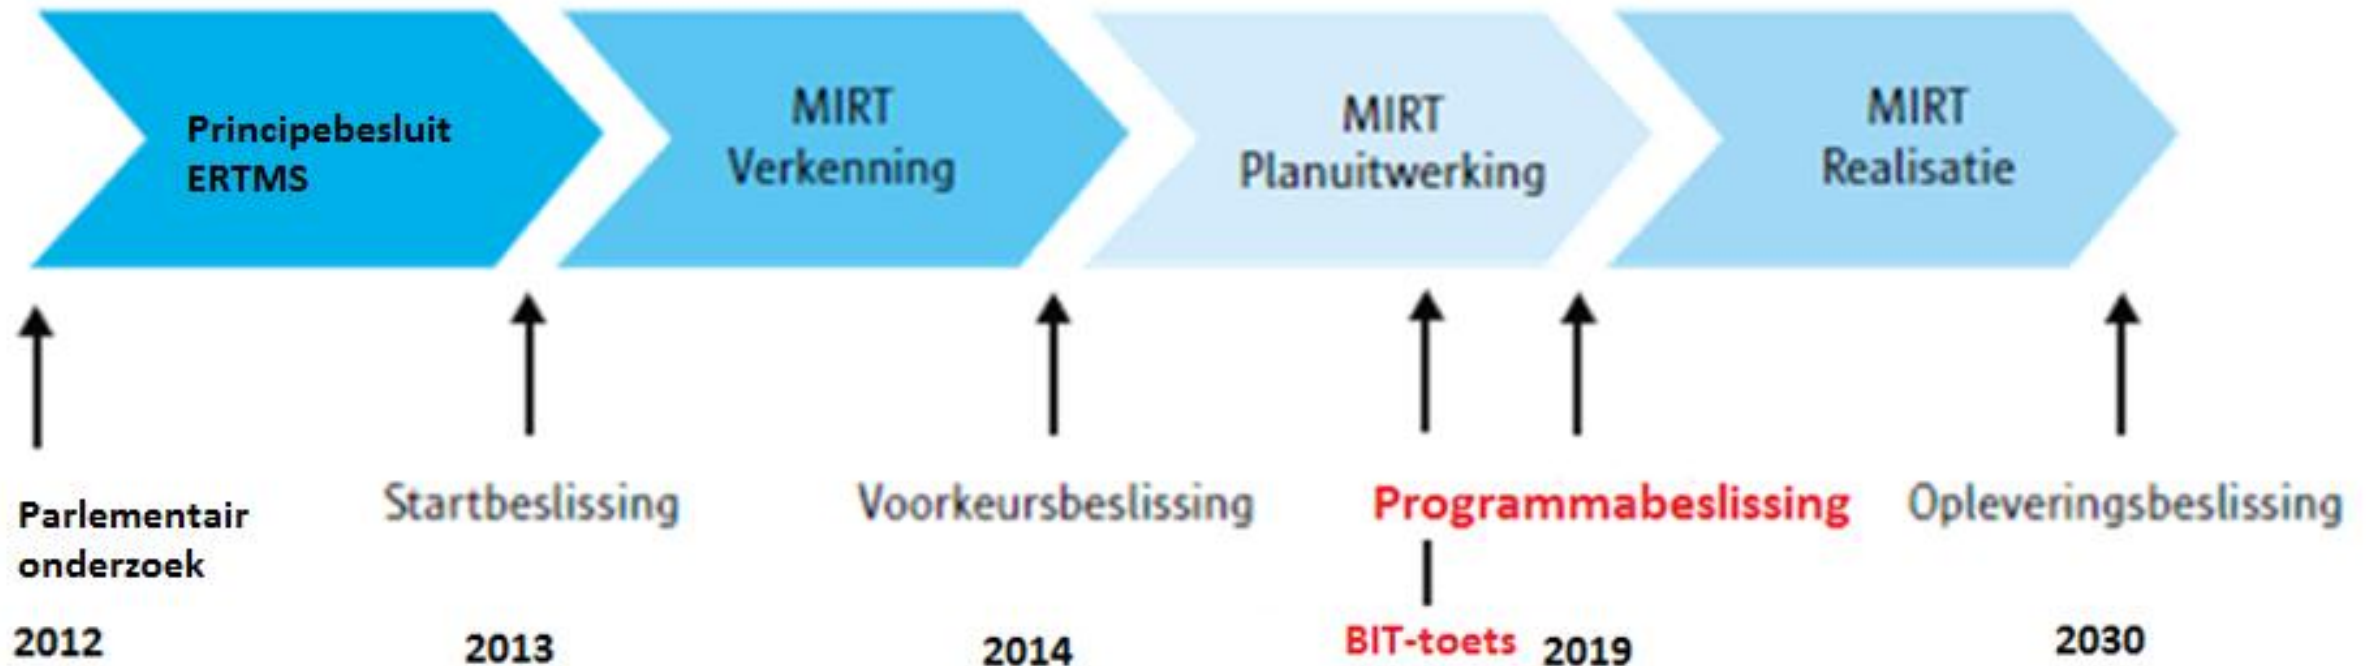 Principebesluit
ERTMS
MIRT
Verkenning
MIRT
Planuitwerking
MIRT
Realisatie
Parlementair
onderzoek
Startbeslissing
Voorkeursbeslissing
Programmabeslissing
Opleveringsbeslissing
2012
2013
2014
BIT-toets
2019
2030